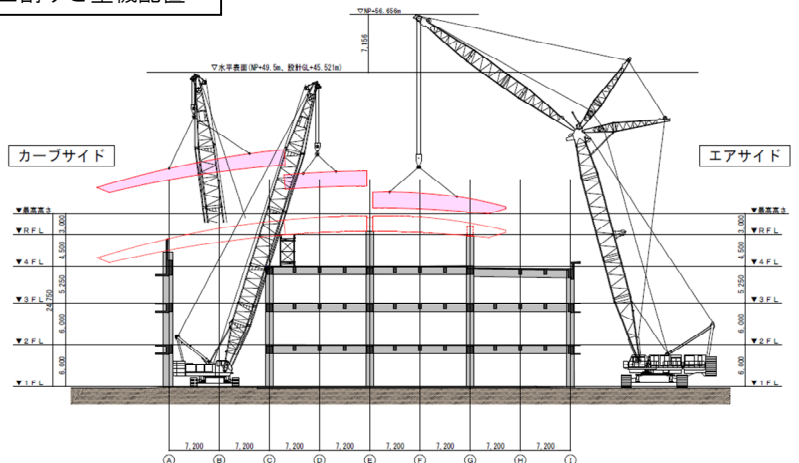 ▽NP+56.656m
7,156
▽水平表面(NP+49.5m、設計GL+45.521m)
カーブサイド
エアサイド
▼最高高さ
▼最高高さ
3,000
3,000
▼RFL
▼RFL
4,500
4,500
▼4FL
▼4FL
5,250
5,250
24,750
▼3FL
▼3FL
6,000
6,000
▼2FL
▼2FL
6,000
6,000
▼1FL
▼1FL
7,200 7,200 7,200 7,200 7,200 7,200 7,200 7,200
A B C D E F G H I